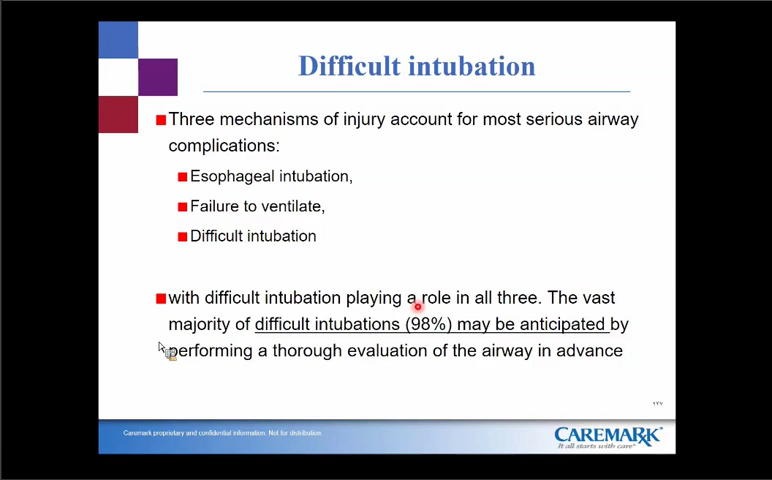 Difficult intubation
Three mechanisms of injury account for most serious airway
complications:
Esophageal intubation,
Failure to ventilate,
Difficult intubation
with difficult intubation playing a role in all three. The vast
majority of difficult intubations (98%) may be anticipated by
performing a thorough evaluation of the airway in advance
١٢٧
Caremark proprietary and confidential information. Not for distribution.
CAREMARK®
It all starts with care®